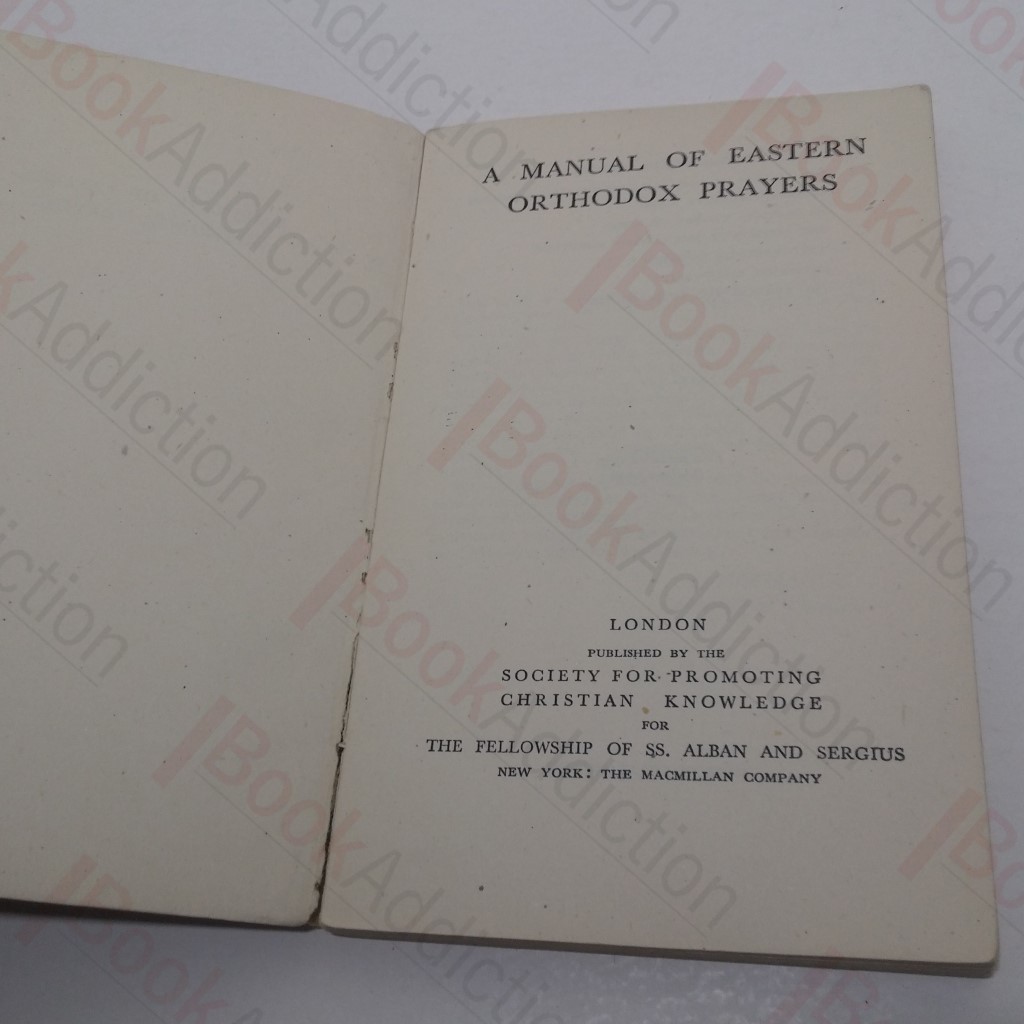 A MANUAL OF EASTERN
ORTHODOX PRAYERS
LONDON
PUBLISHED BY THE
SOCIETY FOR PROMOTING
CHRISTIAN KNOWLEDGE
FOR
THE FELLOWSHIP OF SS. ALBAN AND SERGIUS
NEW YORK: THE MACMILLAN COMPANY
BookAddiction